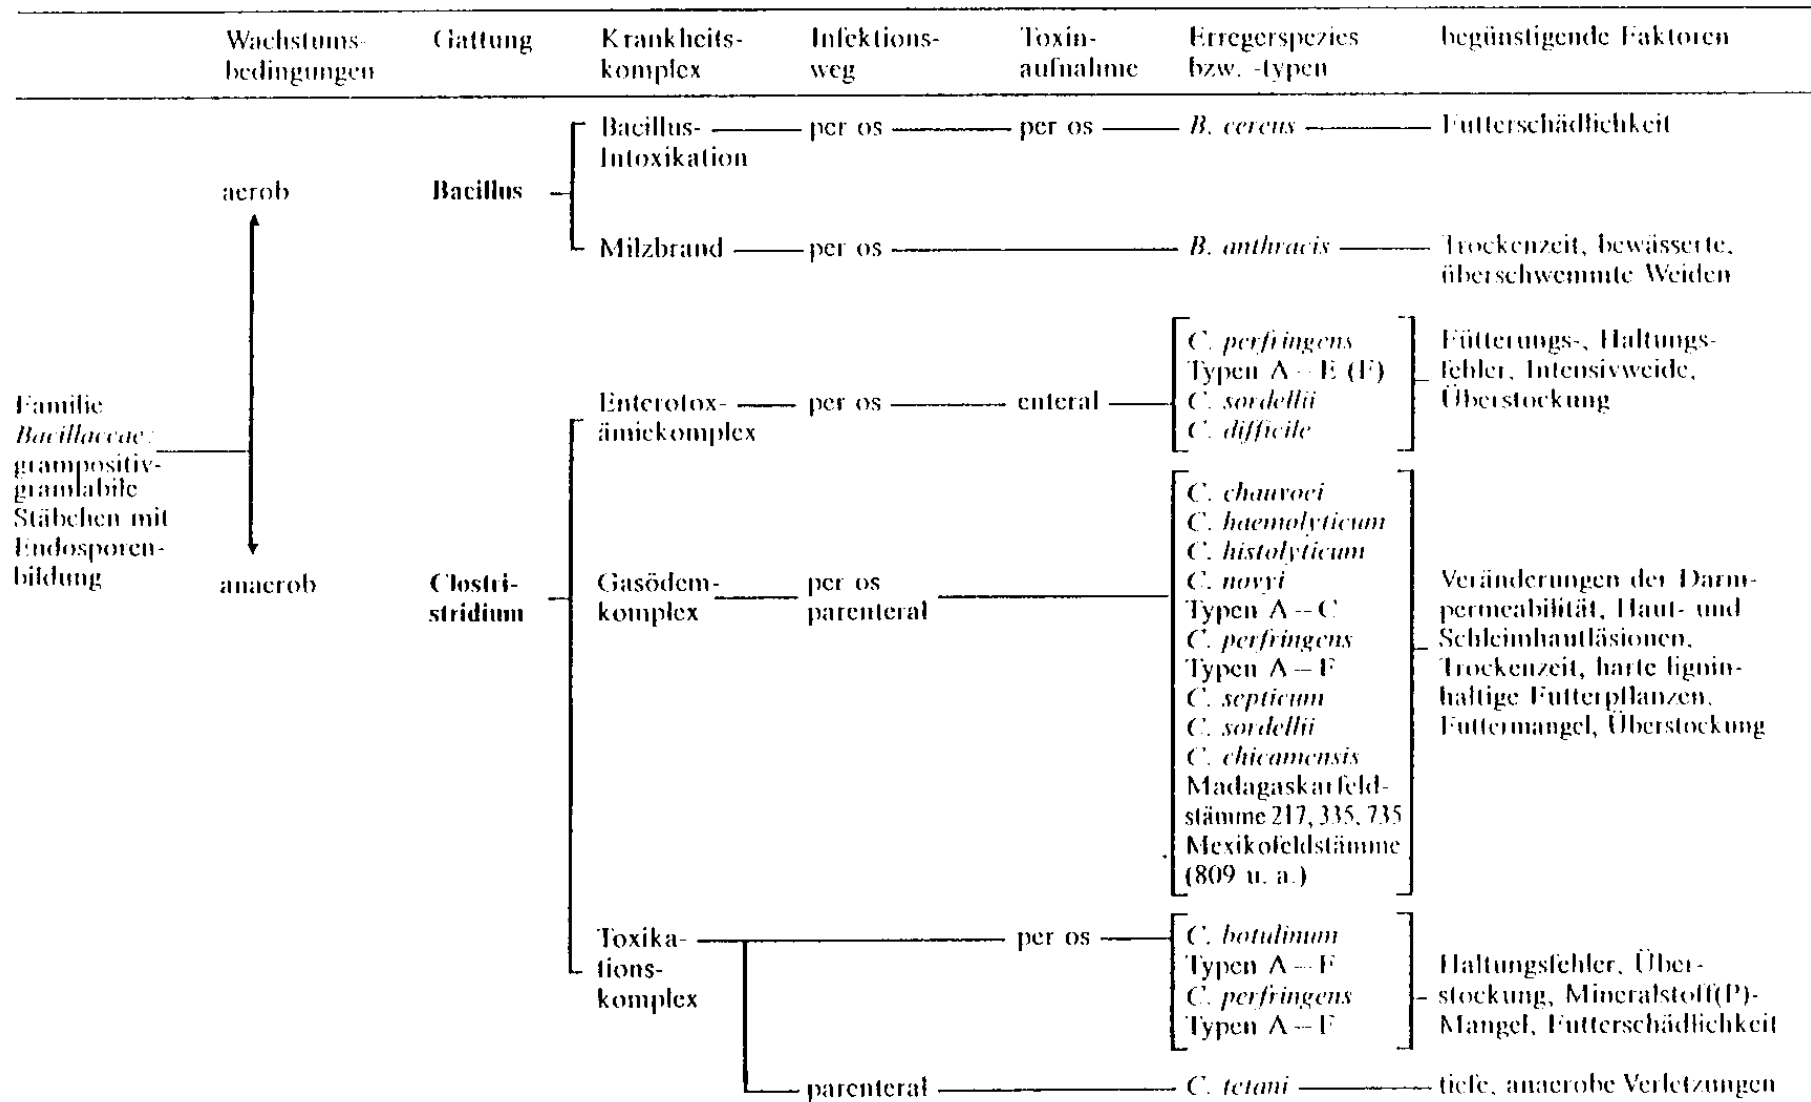 Wachstums- Gattung Krankheits- Infektions- Toxin- Erregerspezies begünstigende Faktoren
bedingungen komplex weg aufnahme bzw. -typen
Bacillus- per os per os B. cereus Futterschädlichkeit
Intoxikation
aerob Bacillus
Milzbrand per os B. anthracis Trockenzeit, bewässerte,
überschwemmte Weiden
C. perfringens Fütterungs-, Haltungs-
Typen A – E (F) fehler, Intensivweide,
Enterotox- per os enteral C. sordellii Überstockung
ämiekomplex C. difficile
Familie
Bacillaceae:
grampositiv-
gramlabile
Stäbchen mit
Endosporen-
bildung
anaerob Clostri-
stridium
Gasödem- per os
komplex parenteral
C. chauvoei
C. haemolyticum
C. histolyticum
C. novyi
Typen A – C
C. perfringens
Typen A – F
C. septicum
C. sordellii
C. chicamensis
Madagaskarfeld-
stämme 217, 335, 735
Mexikofeldstämme
(809 u. a.)
Veränderungen der Darm-
permeabilität, Haut- und
Schleimhautläsionen,
Trockenzeit, harte lignin-
haltige Futterpflanzen,
Futtermangel, Überstockung
Toxika- per os C. botulinum
tions- Typen A – F Haltungsfehler, Über-
komplex C. perfringens stockung, Mineralstoff(P)-
Typen A – F Mangel, Futterschädlichkeit
parenteral C. tetani tiefe, anaerobe Verletzungen